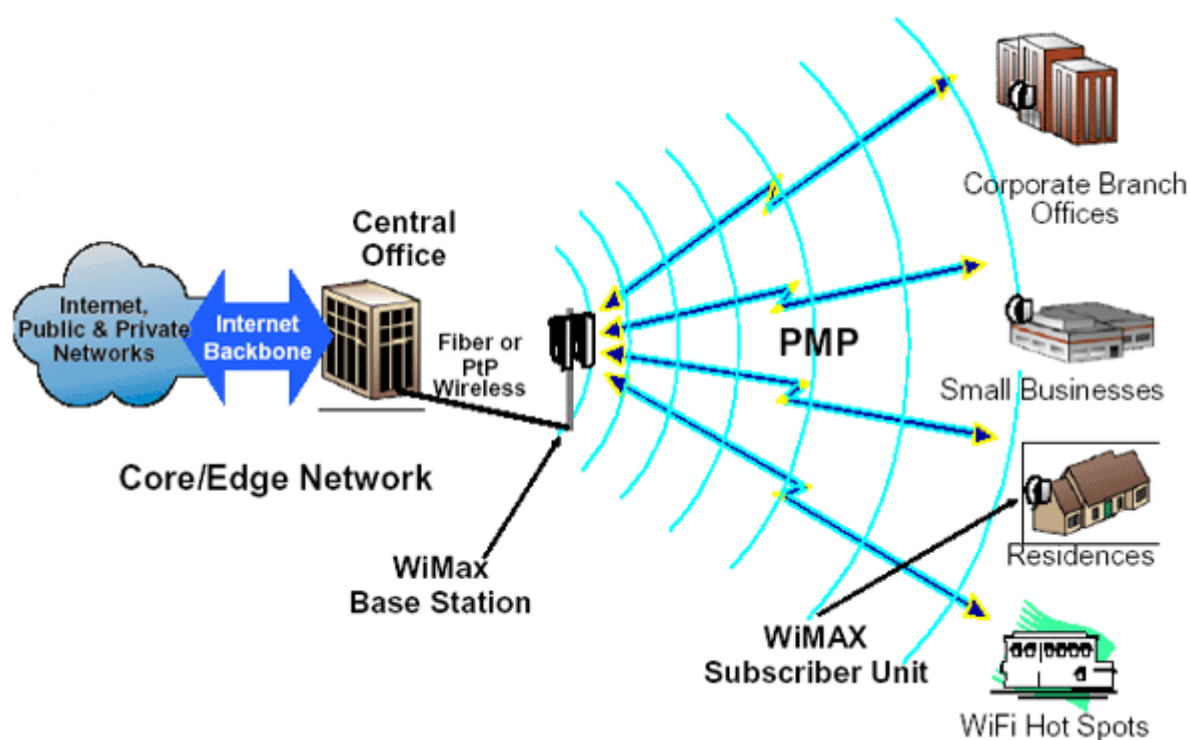 Internet,
Public & Private
Networks
Internet
Backbone
Central
Office
Fiber or
PtP
Wireless
Core/Edge Network
WiMax
Base Station
PMP
WiMAX
Subscriber Unit
Corporate Branch
Offices
Small Businesses
Residences
WiFi Hot Spots